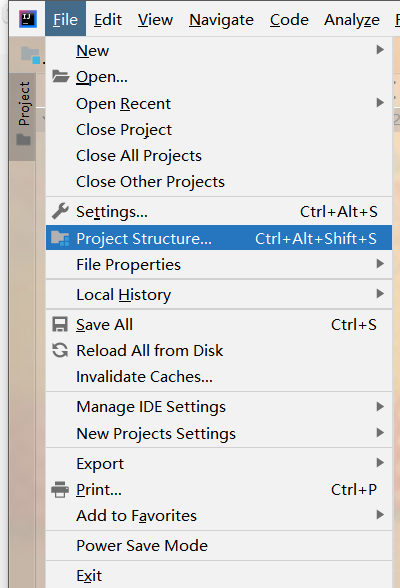 File Edit View Navigate Code Analyze
Project
New
Open...
Open Recent
Close Project
Close All Projects
Close Other Projects
Settings... Ctrl+Alt+S
Project Structure... Ctrl+Alt+Shift+S
File Properties
Local History
Save All Ctrl+S
Reload All from Disk
Invalidate Caches...
Manage IDE Settings
New Projects Settings
Export
Print... Ctrl+P
Add to Favorites
Power Save Mode
Exit